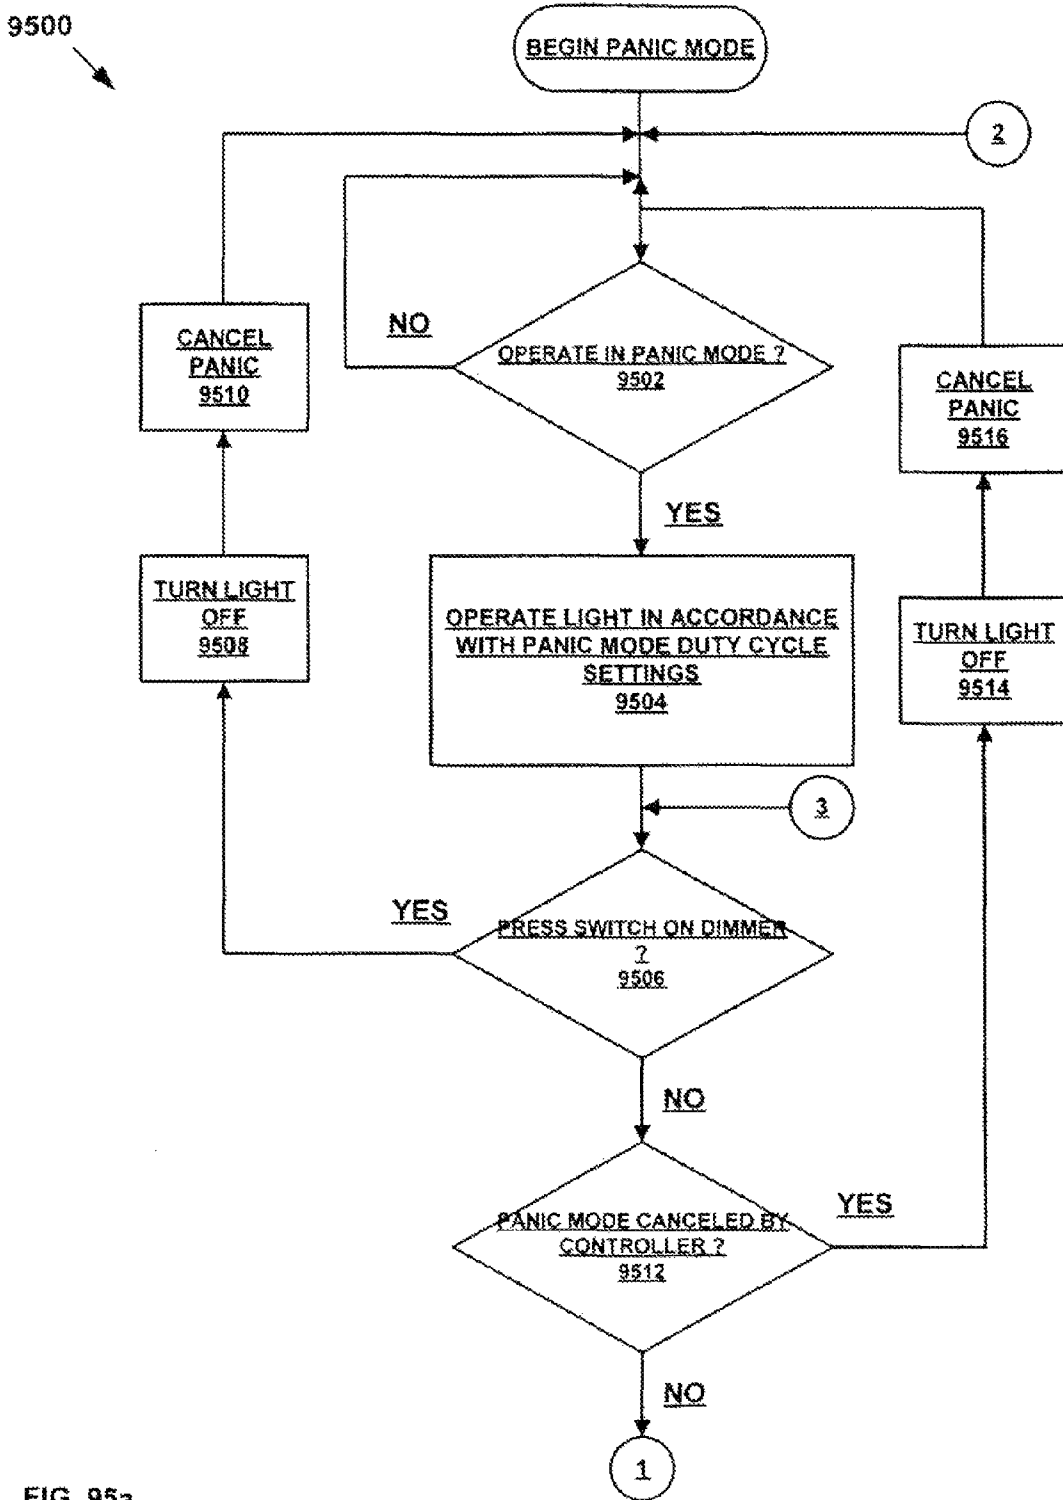 9500
BEGIN PANIC MODE
2
NO
OPERATE IN PANIC MODE ?
9502
CANCEL
PANIC
9510
CANCEL
PANIC
9516
YES
TURN LIGHT
OFF
9508
OPERATE LIGHT IN ACCORDANCE
WITH PANIC MODE DUTY CYCLE
SETTINGS
9504
TURN LIGHT
OFF
9514
3
YES
PRESS SWITCH ON DIMMER
?
9506
NO
PANIC MODE CANCELED BY
CONTROLLER ?
9512
YES
NO
1
FIG. 95a